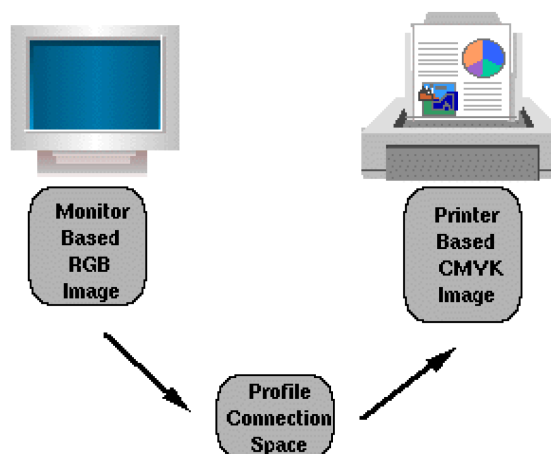 Monitor
Based
RGB
Image
Printer
Based
CMYK
Image
Profile
Connection
Space